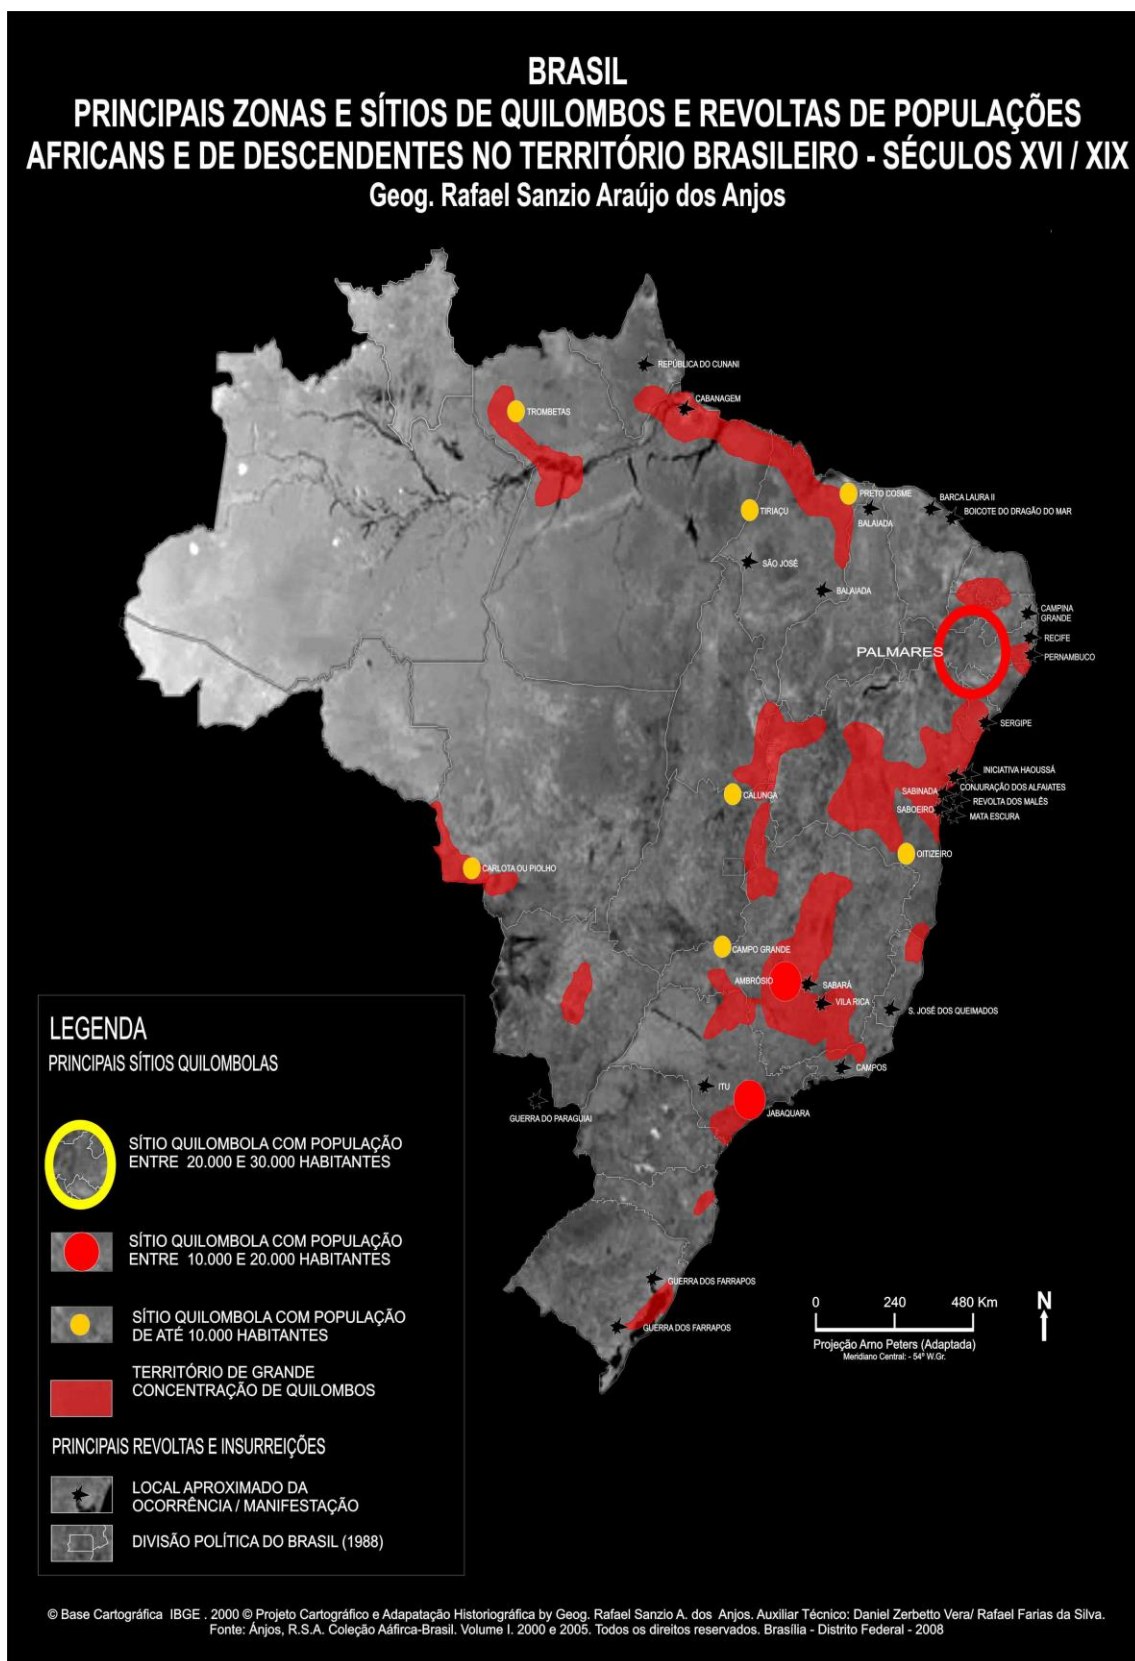 BRASIL
PRINCIPAIS ZONAS E SÍTIOS DE QUILOMBOS E REVOLTAS DE POPULAÇÕES
AFRICANS E DE DESCENDENTES NO TERRITÓRIO BRASILEIRO - SÉCULOS XVI / XIX
Geog. Rafael Sanzio Araújo dos Anjos
REPÚBLICA DO CUNANI
CABANAGEM
TROMBETAS
PRETO COSME
BARCA LAURA II
TIRIAÇU
BOICOTE DO DRAGÃO DO MAR
BALAIADA
SÃO JOSÉ
BALAIADA
CAMPINA
GRANDE
RECIFE
PALMARES
PERNAMBUCO
SERGIPE
INICIATIVA HAOUSSÁ
CONJURAÇÃO DOS ALFAIATES
SABINADA
CALUNGA
REVOLTA DOS MALÊS
SABOEIRO
MATA ESCURA
OITIZEIRO
CARLOTA OU PIOLHO
CAMPO GRANDE
AMBRÓSIO
SABARÁ
VILA RICA
S. JOSÉ DOS QUEIMADOS
CAMPOS
ITU
JABAQUARA
GUERRA DO PARAGUIAI
GUERRA DOS FARRAPOS
GUERRA DOS FARRAPOS
LEGENDA
PRINCIPAIS SÍTIOS QUILOMBOLAS
SÍTIO QUILOMBOLA COM POPULAÇÃO
ENTRE 20.000 E 30.000 HABITANTES
SÍTIO QUILOMBOLA COM POPULAÇÃO
ENTRE 10.000 E 20.000 HABITANTES
SÍTIO QUILOMBOLA COM POPULAÇÃO
DE ATÉ 10.000 HABITANTES
TERRITÓRIO DE GRANDE
CONCENTRAÇÃO DE QUILOMBOS
PRINCIPAIS REVOLTAS E INSURREIÇÕES
LOCAL APROXIMADO DA
OCORRÊNCIA / MANIFESTAÇÃO
DIVISÃO POLÍTICA DO BRASIL (1988)
0 240 480 Km
N
Projeção Arno Peters (Adaptada)
Meridiano Central: - 54º W.Gr.
© Base Cartográfica IBGE . 2000 © Projeto Cartográfico e Adapatação Historiográfica by Geog. Rafael Sanzio A. dos Anjos. Auxiliar Técnico: Daniel Zerbetto Vera/ Rafael Farias da Silva.
Fonte: Ánjos, R.S.A. Coleção Aáfirca-Brasil. Volume I. 2000 e 2005. Todos os direitos reservados. Brasília - Distrito Federal - 2008